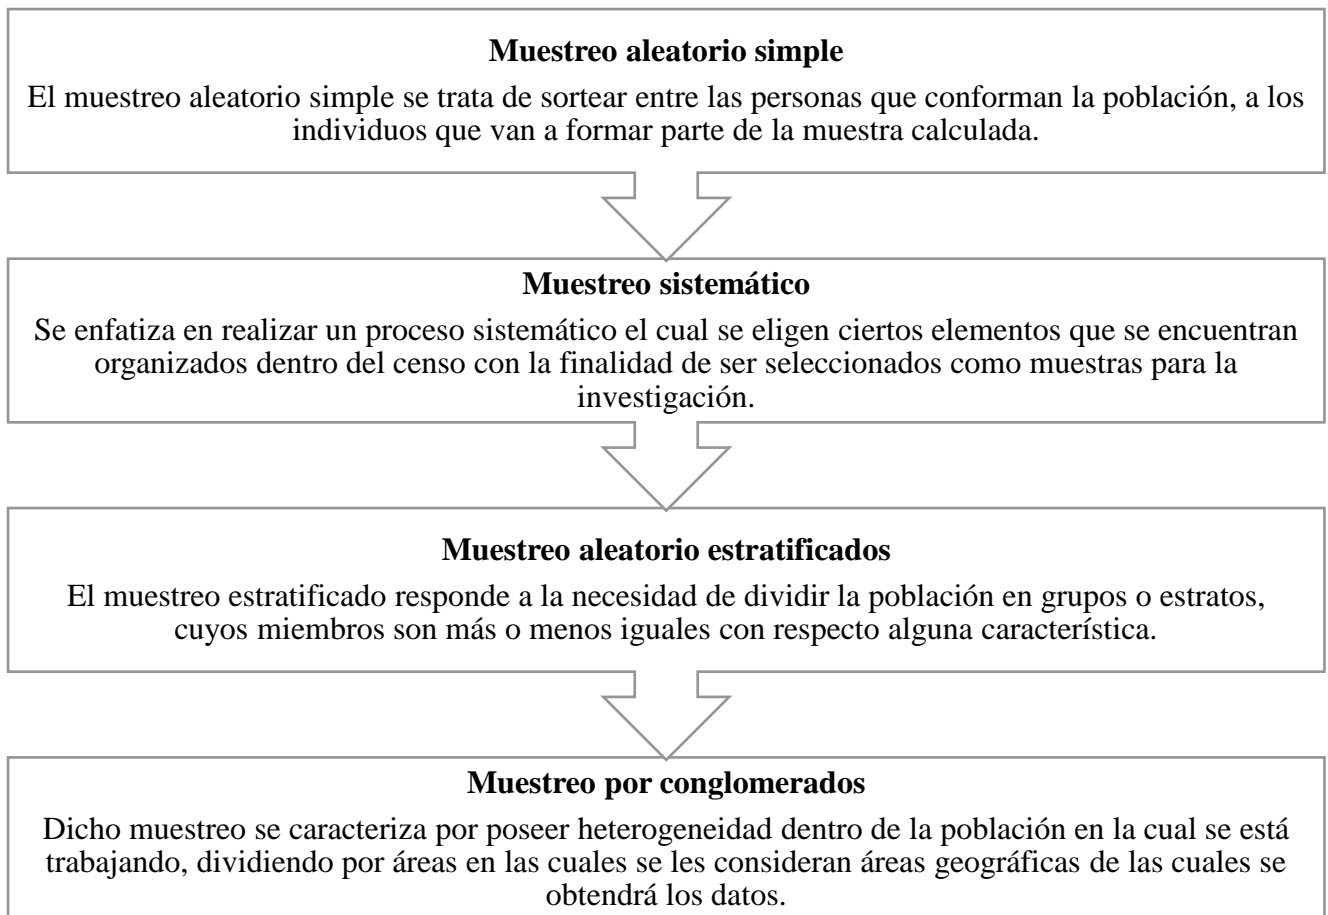 Muestreo aleatorio simple
El muestreo aleatorio simple se trata de sortear entre las personas que conforman la población, a los
individuos que van a formar parte de la muestra calculada.
Muestreo sistemático
Se enfatiza en realizar un proceso sistemático el cual se eligen ciertos elementos que se encuentran
organizados dentro del censo con la finalidad de ser seleccionados como muestras para la
investigación.
Muestreo aleatorio estratificados
El muestreo estratificado responde a la necesidad de dividir la población en grupos o estratos,
cuyos miembros son más o menos iguales con respecto alguna característica.
Muestreo por conglomerados
Dicho muestreo se caracteriza por poseer heterogeneidad dentro de la población en la cual se está
trabajando, dividiendo por áreas en las cuales se les consideran áreas geográficas de las cuales se
obtendrá los datos.